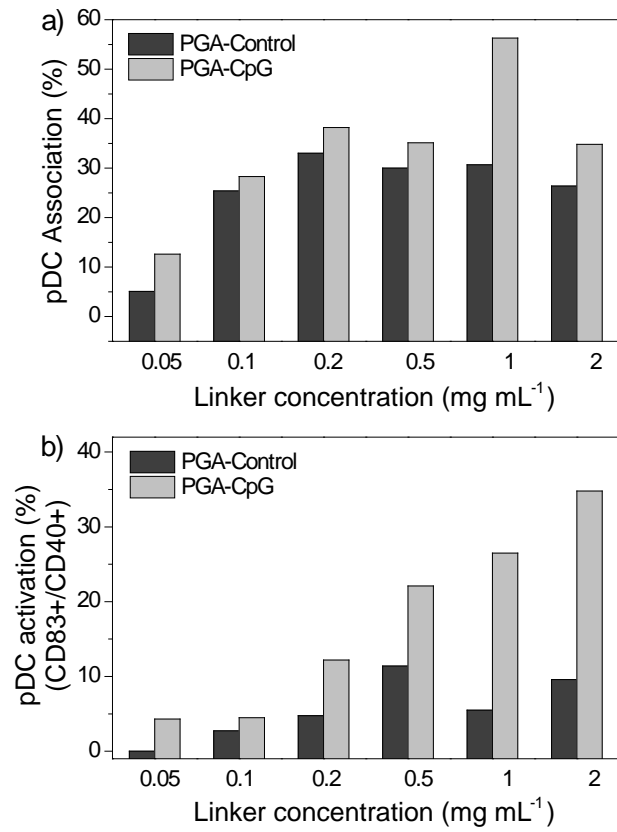 a)
PGA-Control
PGA-CpG
pDC Association (%)
60
50
40
30
20
10
0
0.05 0.1 0.2 0.5 1 2
Linker concentration (mg mL⁻¹)
b)
PGA-Control
PGA-CpG
pDC activation (%)
(CD83+/CD40+)
40
30
20
10
0
0.05 0.1 0.2 0.5 1 2
Linker concentration (mg mL⁻¹)